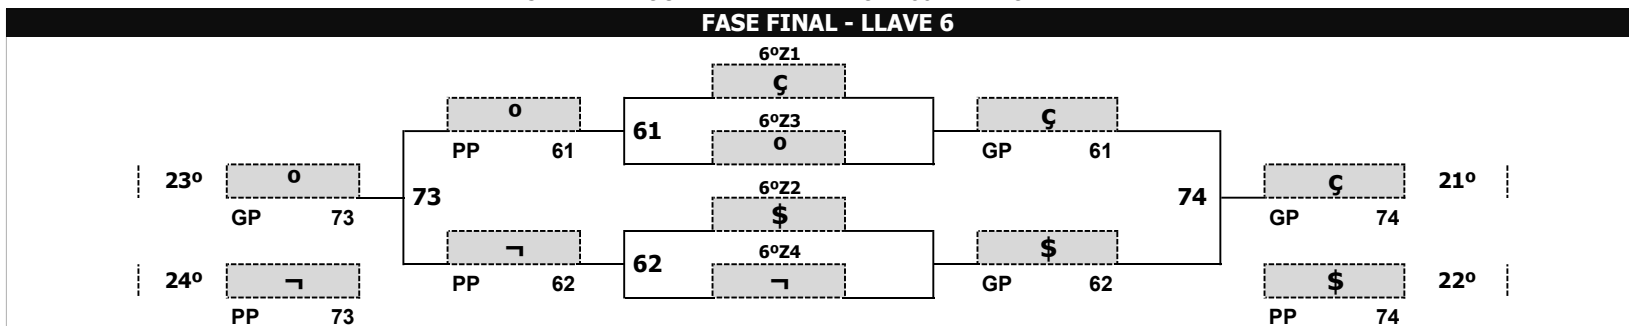 FASE FINAL - LLAVE 6
6ºZ1
ç
º ç
61 6ºZ3
PP 61 º GP 61
23º º 6ºZ2 ç 21º
73 $ 74
GP 73 GP 74
¬ 6ºZ4 $
62
24º ¬ PP 62 ¬ GP 62 $ 22º
PP 73 PP 74